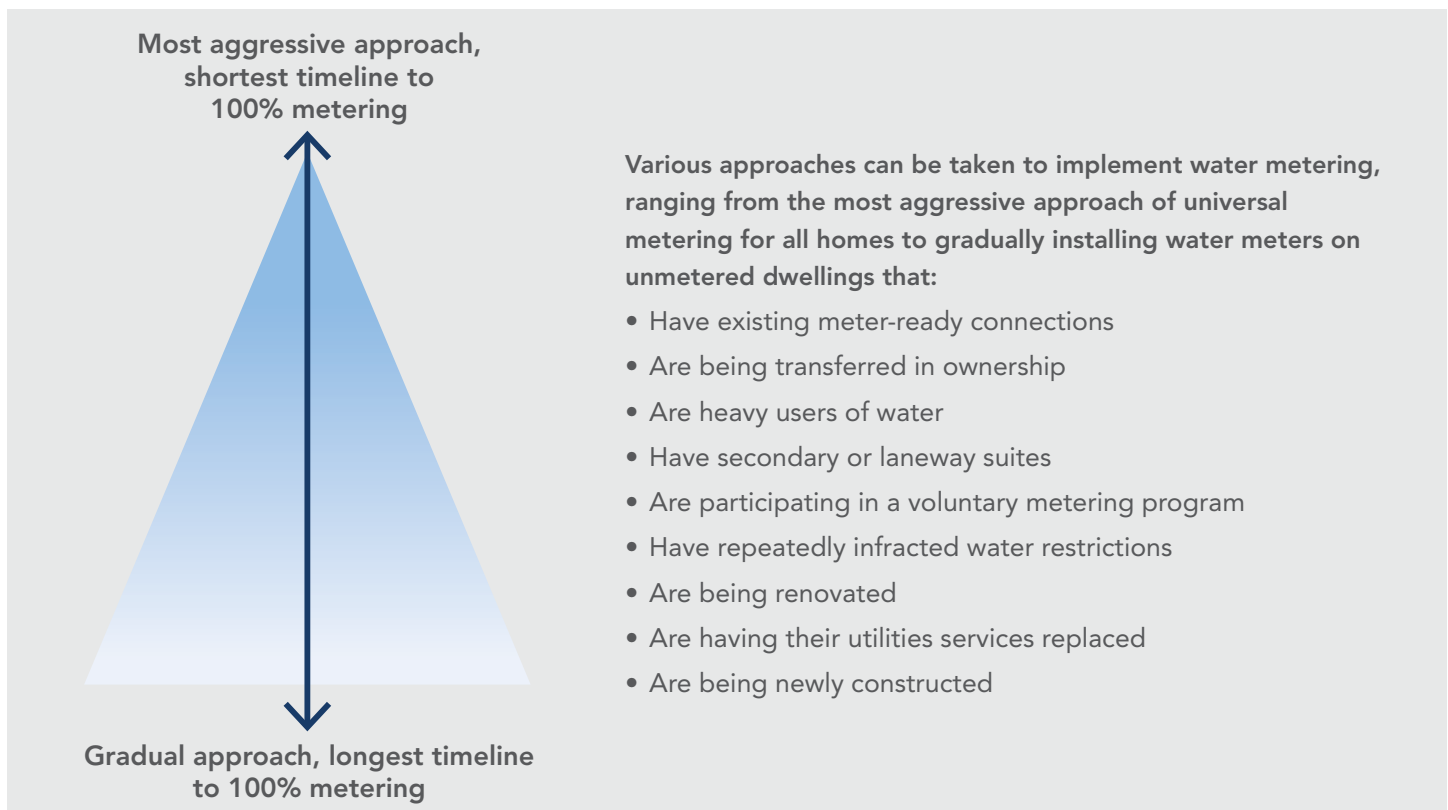 Most aggressive approach,
shortest timeline to
100% metering
Various approaches can be taken to implement water metering,
ranging from the most aggressive approach of universal
metering for all homes to gradually installing water meters on
unmetered dwellings that:
• Have existing meter-ready connections
• Are being transferred in ownership
• Are heavy users of water
• Have secondary or laneway suites
• Are participating in a voluntary metering program
• Have repeatedly infracted water restrictions
• Are being renovated
• Are having their utilities services replaced
• Are being newly constructed
Gradual approach, longest timeline
to 100% metering